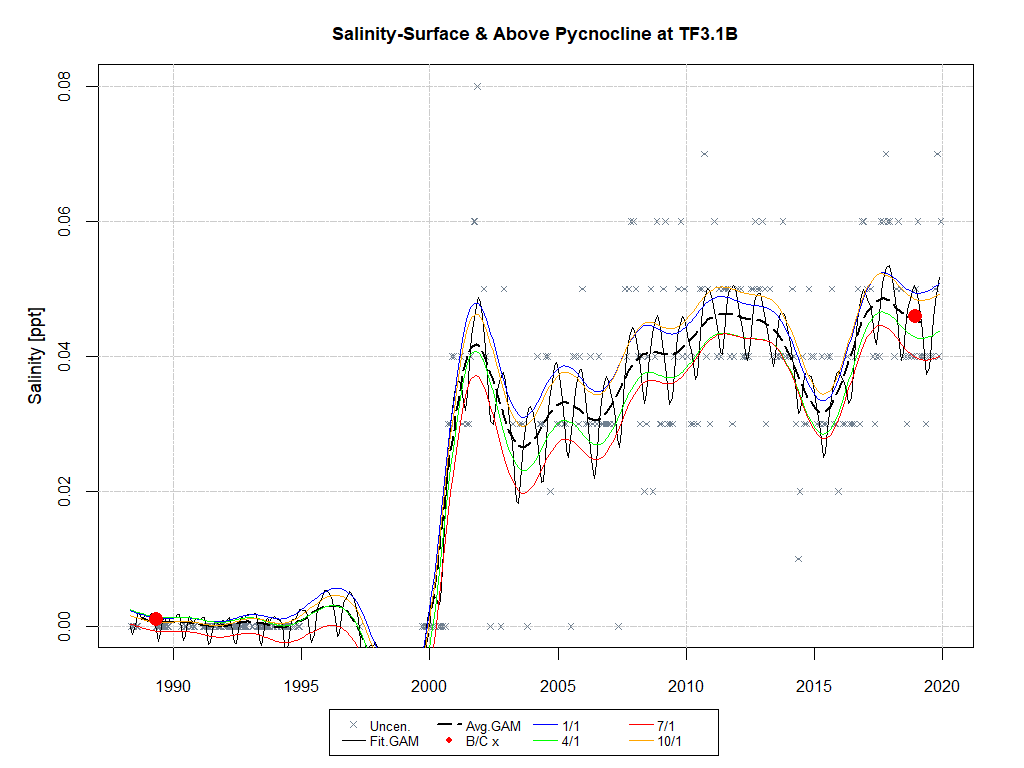 Salinity-Surface & Above Pycnocline at TF3.1B
0.08
0.06
0.04
0.02
0.00
Salinity [ppt]
1990 1995 2000 2005 2010 2015 2020
Uncen. Avg.GAM 1/1 7/1
Fit.GAM B/C x 4/1 10/1